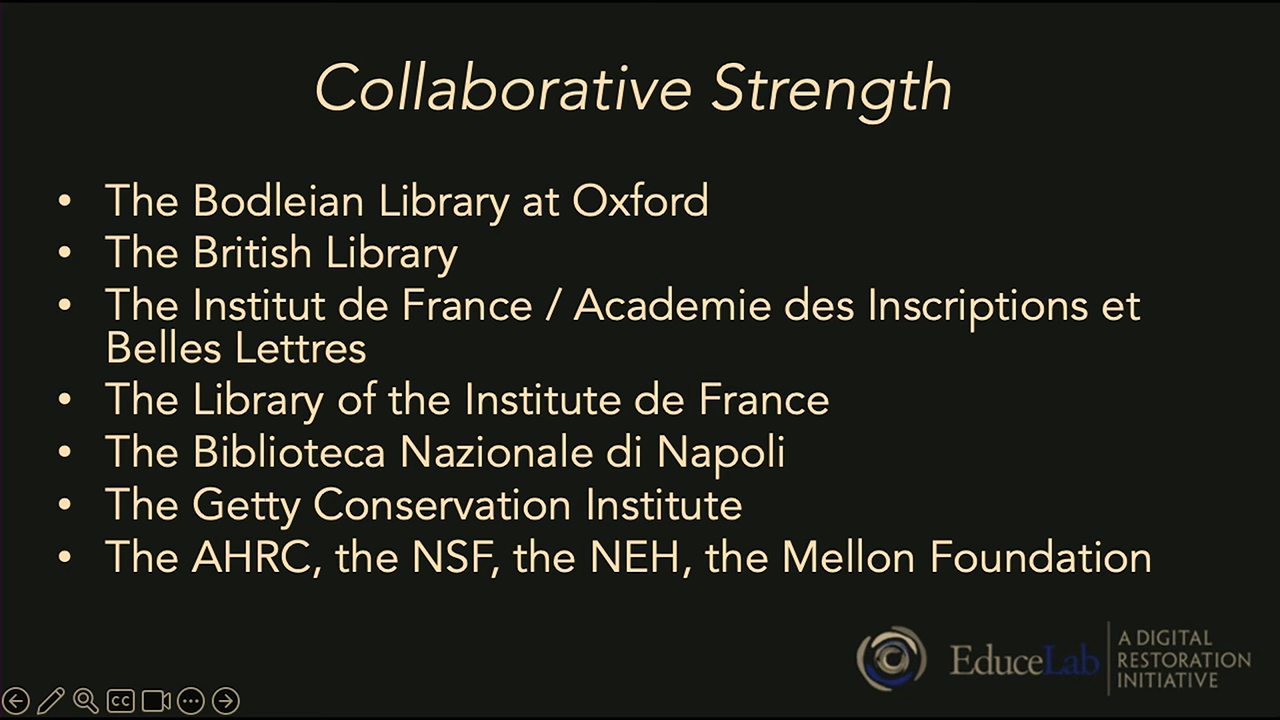 Collaborative Strength
• The Bodleian Library at Oxford
• The British Library
• The Institut de France / Academie des Inscriptions et
Belles Lettres
• The Library of the Institute de France
• The Biblioteca Nazionale di Napoli
• The Getty Conservation Institute
• The AHRC, the NSF, the NEH, the Mellon Foundation
EduceLab
A DIGITAL
RESTORATION
INITIATIVE
CC